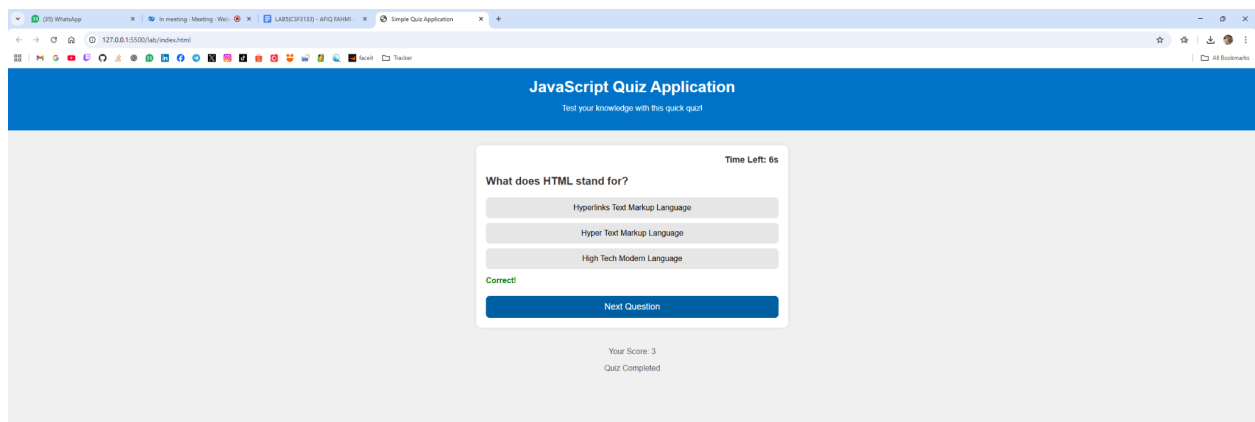 (35) WhatsApp
In meeting - Meeting - Web
LAB5(CSF3133) - AFIQ FAHMI -
Simple Quiz Application
127.0.0.1:5500/lab/index.html
faceit
Tracker
All Bookmarks
JavaScript Quiz Application
Test your knowledge with this quick quiz!
Time Left: 6s
What does HTML stand for?
Hyperlinks Text Markup Language
Hyper Text Markup Language
High Tech Modern Language
Correct!
Next Question
Your Score: 3
Quiz Completed